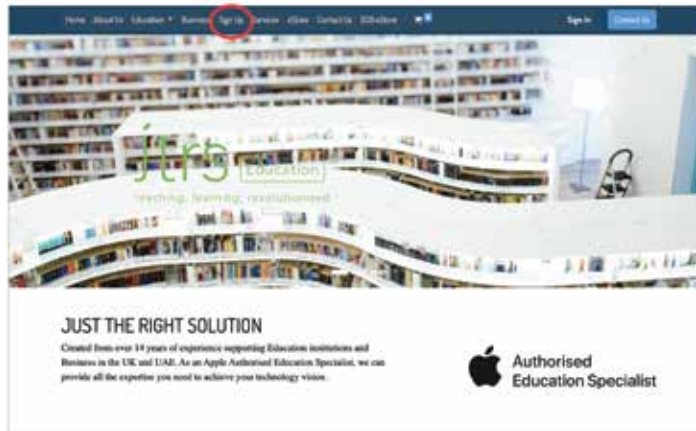 Home About Us Education Business Sign Up Services eStore Contact Us B2B eStore 0 Sign in Contact Us
jtrs Education
teaching, learning, revolutionised
JUST THE RIGHT SOLUTION
Created from over 14 years of experience supporting Education institutions and
Business in the UK and UAE. As an Apple Authorised Education Specialist, we can
provide all the expertise you need to achieve your technology vision.
Authorised
Education Specialist